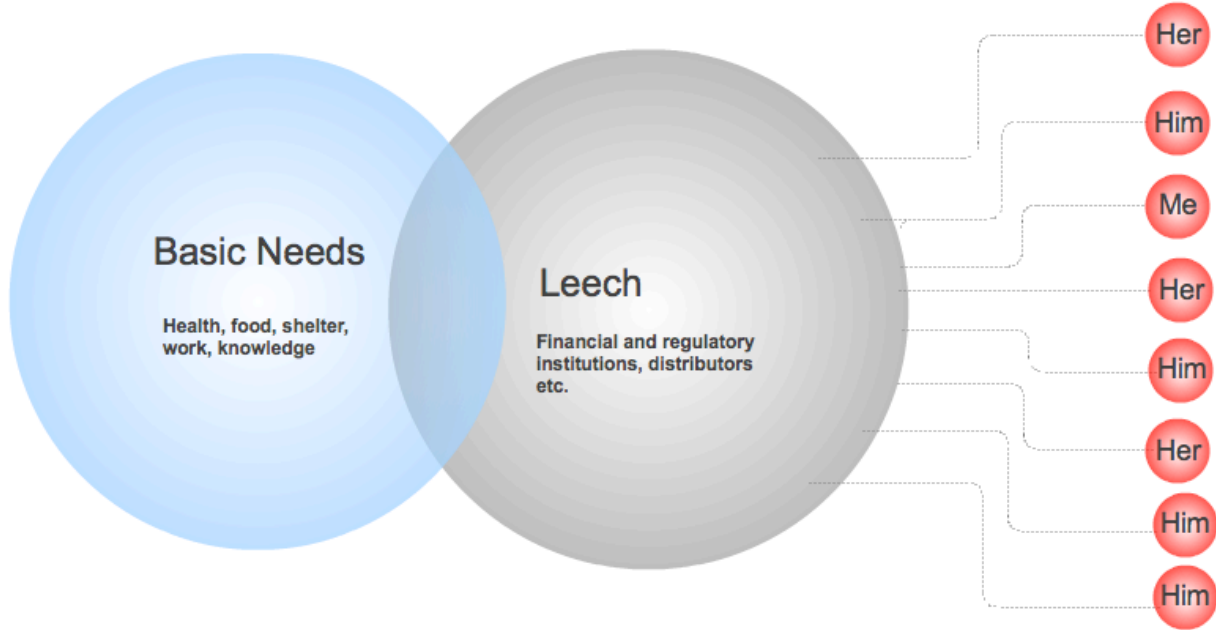 Basic Needs
Health, food, shelter,
work, knowledge
Leech
Financial and regulatory
institutions, distributors
etc.
Her
Him
Me
Her
Him
Her
Him
Him